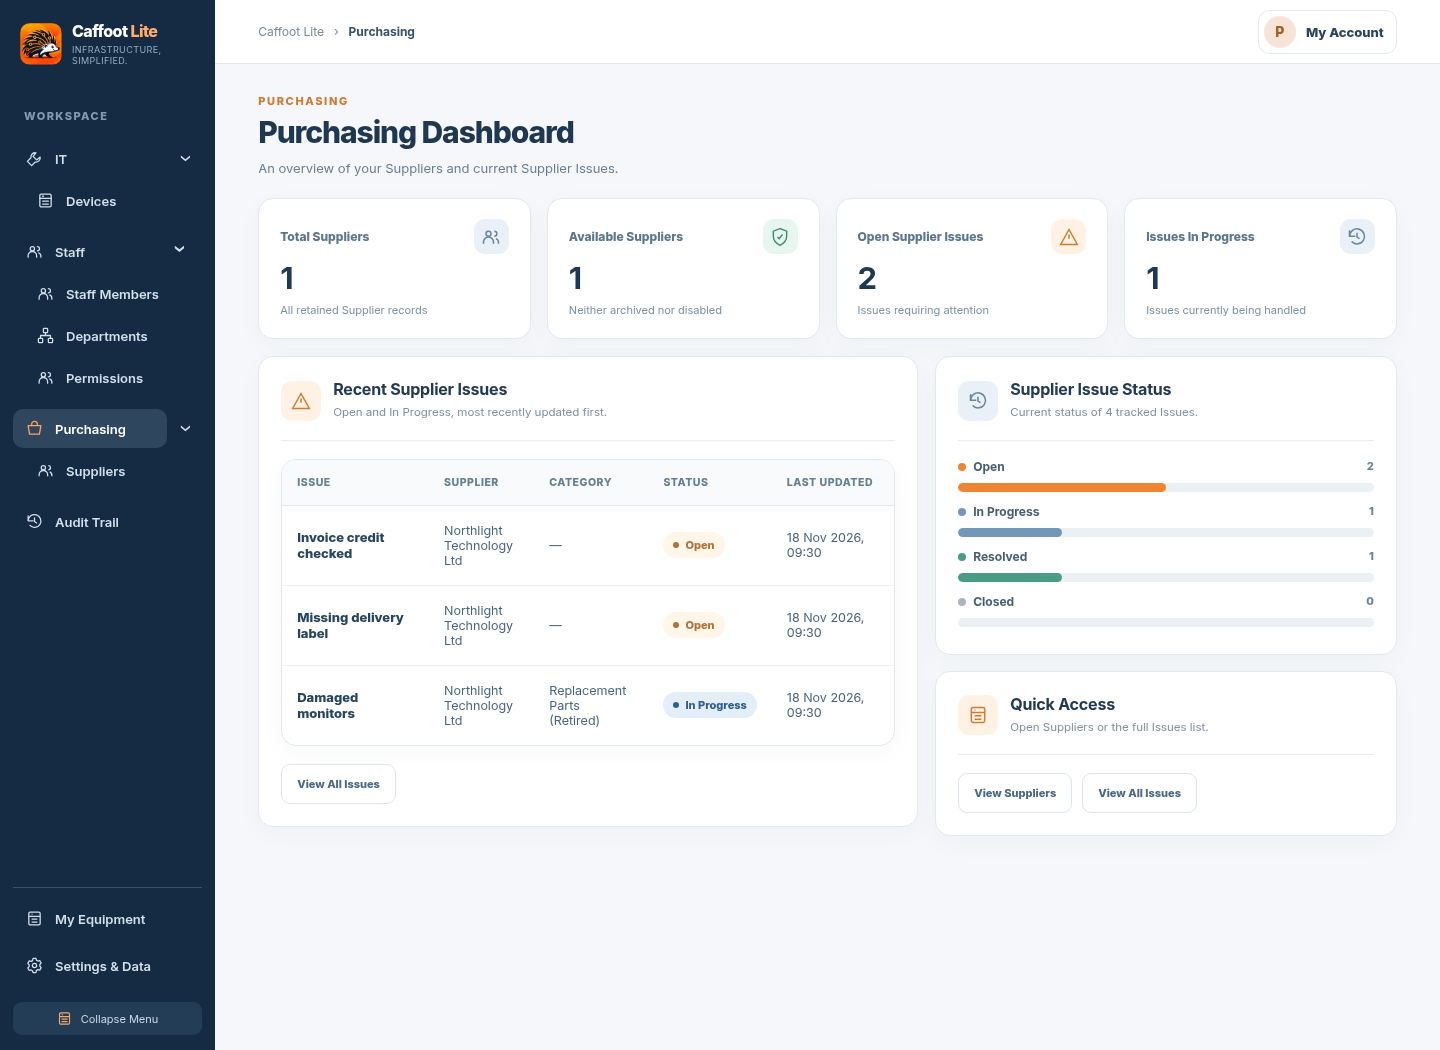 Caffoot Lite
INFRASTRUCTURE,
SIMPLIFIED.
WORKSPACE
IT
Devices
Staff
Staff Members
Departments
Permissions
Purchasing
Suppliers
Audit Trail
My Equipment
Settings & Data
Collapse Menu
Caffoot Lite › Purchasing
P My Account
PURCHASING
Purchasing Dashboard
An overview of your Suppliers and current Supplier Issues.
Total Suppliers
1
All retained Supplier records
Available Suppliers
1
Neither archived nor disabled
Open Supplier Issues
2
Issues requiring attention
Issues In Progress
1
Issues currently being handled
Recent Supplier Issues
Open and In Progress, most recently updated first.
ISSUE SUPPLIER CATEGORY STATUS LAST UPDATED
Invoice credit
checked
Northlight
Technology
Ltd
—
Open
18 Nov 2026,
09:30
Missing delivery
label
Northlight
Technology
Ltd
—
Open
18 Nov 2026,
09:30
Damaged
monitors
Northlight
Technology
Ltd
Replacement
Parts
(Retired)
In Progress
18 Nov 2026,
09:30
View All Issues
Supplier Issue Status
Current status of 4 tracked Issues.
Open 2
In Progress 1
Resolved 1
Closed 0
Quick Access
Open Suppliers or the full Issues list.
View Suppliers View All Issues